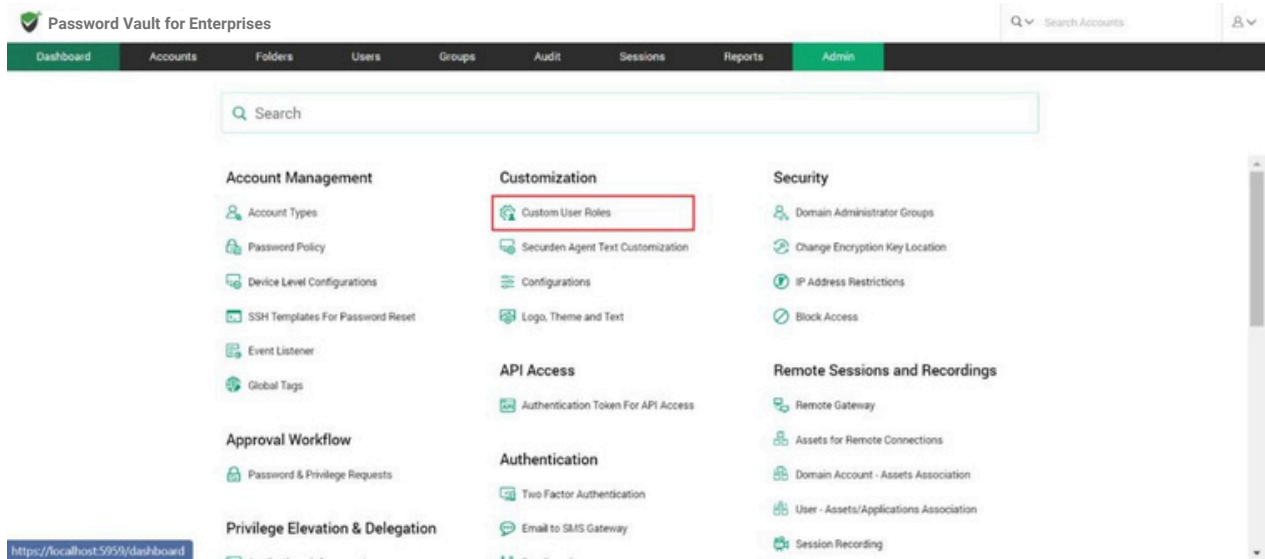 Password Vault for Enterprises
Search Accounts
Dashboard Accounts Folders Users Groups Audit Sessions Reports Admin
Search
Account Management
Account Types
Password Policy
Device Level Configurations
SSH Templates For Password Reset
Event Listener
Global Tags
Approval Workflow
Password & Privilege Requests
Privilege Elevation & Delegation
Customization
Custom User Roles
Securden Agent Text Customization
Configurations
Logo, Theme and Text
API Access
Authentication Token For API Access
Authentication
Two Factor Authentication
Email to SMS Gateway
Security
Domain Administrator Groups
Change Encryption Key Location
IP Address Restrictions
Block Access
Remote Sessions and Recordings
Remote Gateway
Assets for Remote Connections
Domain Account - Assets Association
User - Assets/Applications Association
Session Recording
https://localhost:5959/dashboard